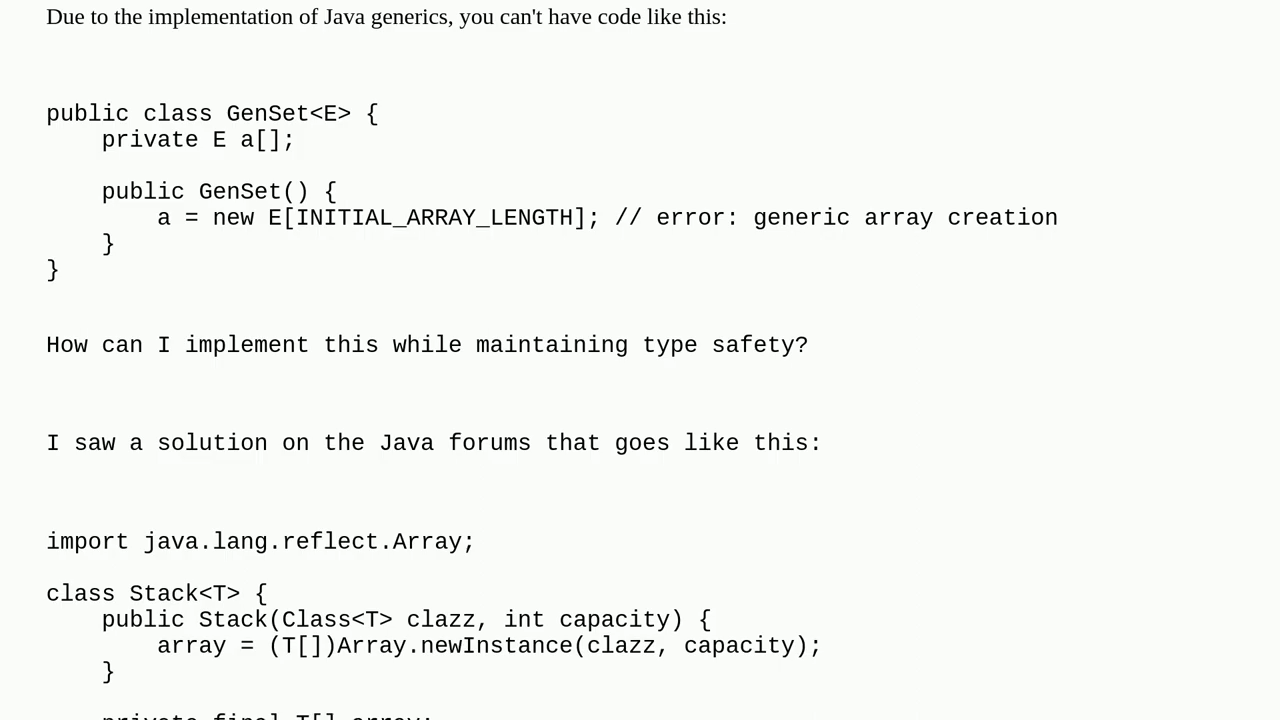 Due to the implementation of Java generics, you can't have code like this:
public class GenSet<E> {
    private E a[];
    public GenSet() {
        a = new E[INITIAL_ARRAY_LENGTH]; // error: generic array creation
    }
}
How can I implement this while maintaining type safety?
I saw a solution on the Java forums that goes like this:
import java.lang.reflect.Array;
class Stack<T> {
    public Stack(Class<T> clazz, int capacity) {
        array = (T[])Array.newInstance(clazz, capacity);
    }
    private final T[] array;